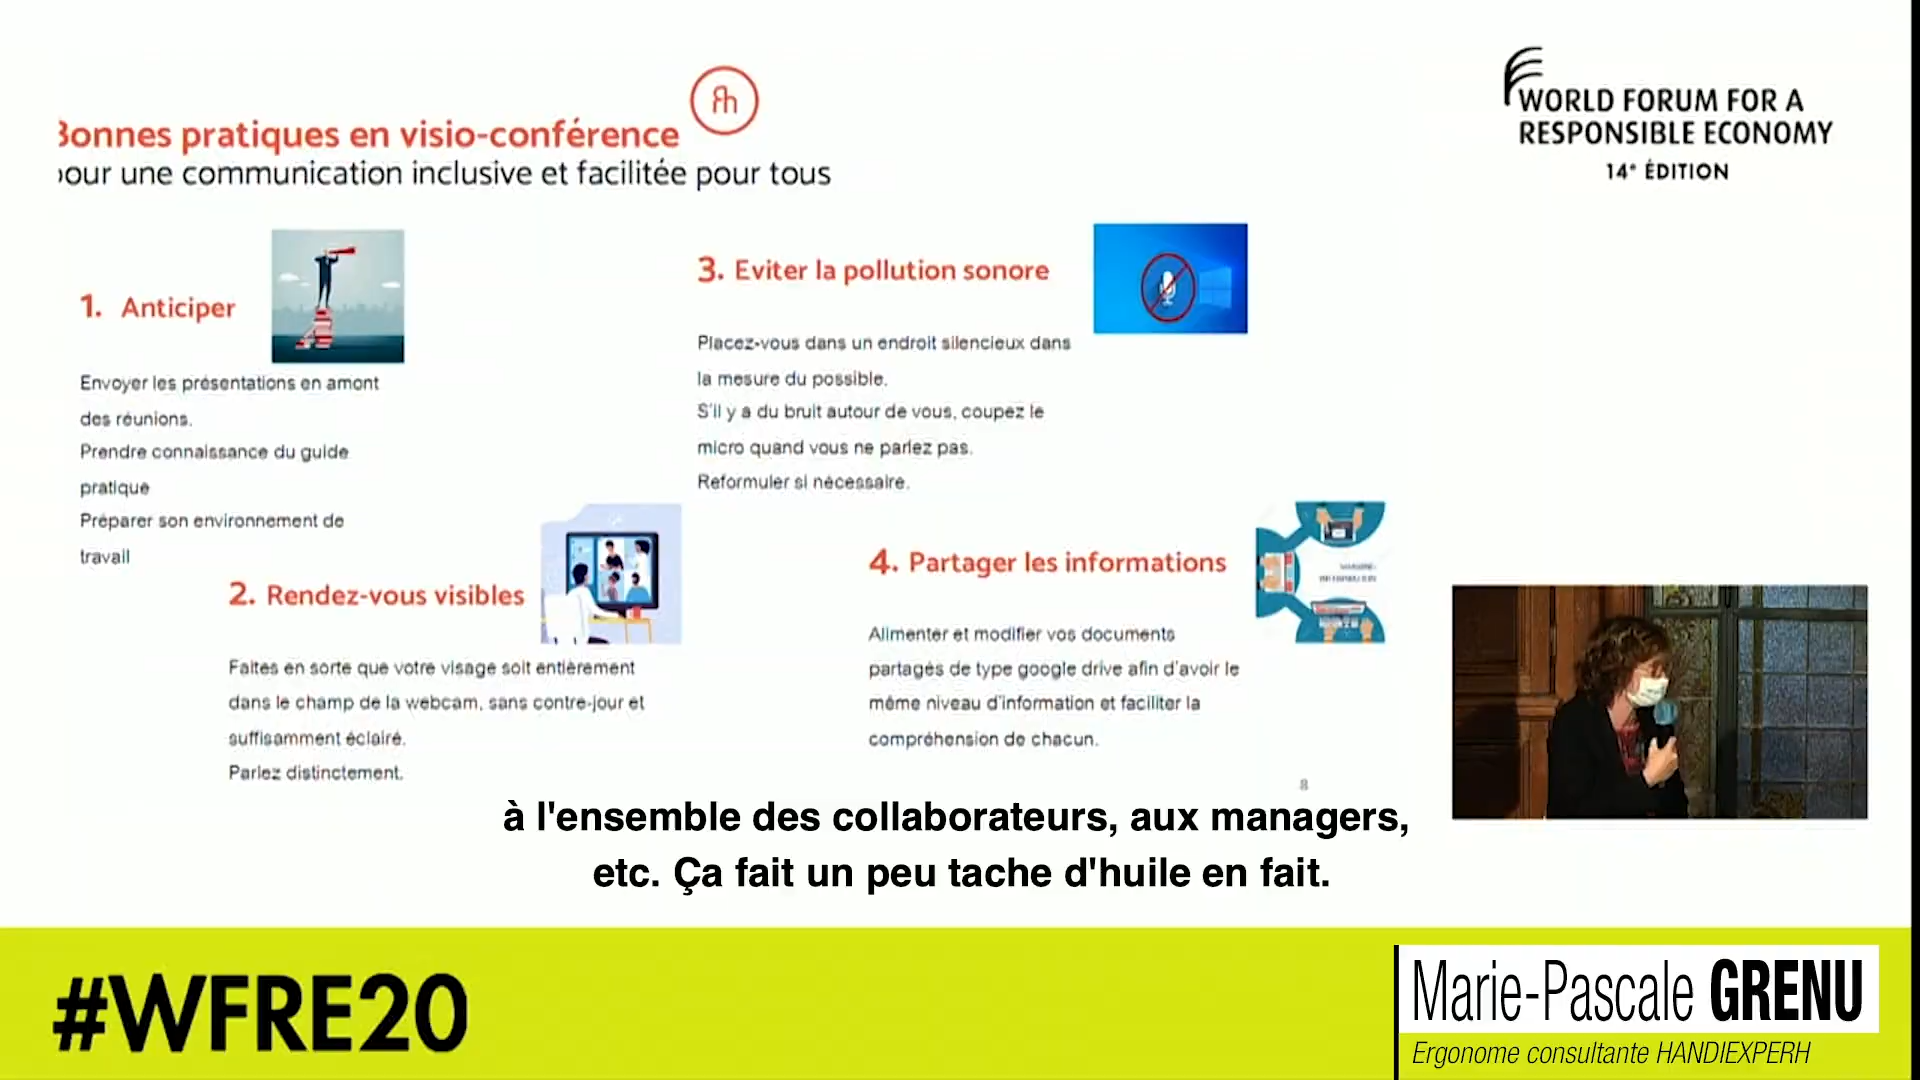 Bonnes pratiques en visio-conférence
pour une communication inclusive et facilitée pour tous
WORLD FORUM FOR A
RESPONSIBLE ECONOMY
14e ÉDITION
1. Anticiper
Envoyer les présentations en amont
des réunions.
Prendre connaissance du guide
pratique
Préparer son environnement de
travail
2. Rendez-vous visibles
Faites en sorte que votre visage soit entièrement
dans le champ de la webcam, sans contre-jour et
suffisamment éclairé.
Parlez distinctement.
3. Eviter la pollution sonore
Placez-vous dans un endroit silencieux dans
la mesure du possible.
S'il y a du bruit autour de vous, coupez le
micro quand vous ne parlez pas.
Reformuler si nécessaire.
4. Partager les informations
Alimenter et modifier vos documents
partagés de type google drive afin d'avoir le
même niveau d'information et faciliter la
compréhension de chacun.
8
à l'ensemble des collaborateurs, aux managers,
etc. Ça fait un peu tache d'huile en fait.
#WFRE20
Marie-Pascale GRENU
Ergonome consultante HANDIEXPERH